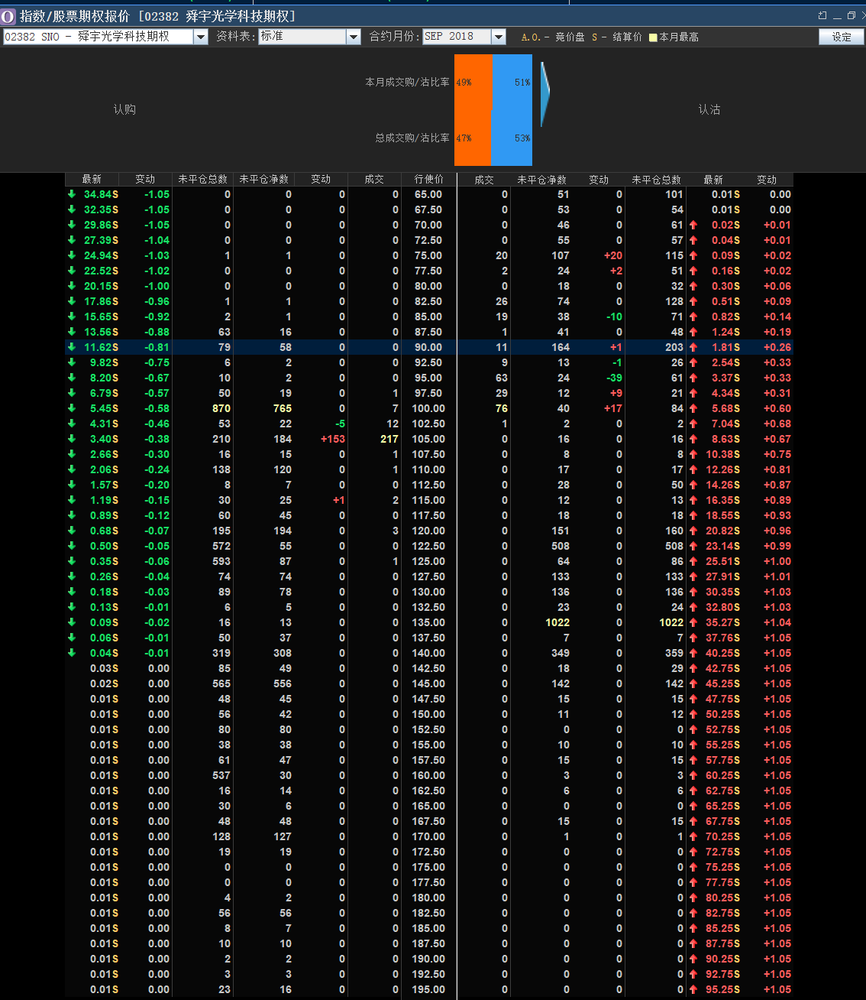 指数/股票期权报价 [02382 舜宇光学科技期权]
02382 SNO - 舜宇光学科技期权 资料表: 标准 合约月份: SEP 2018 A.O. - 竞价盘 S - 结算价 本月最高 设定
本月成交购/沽比率 49% 51%
认购 认沽
总成交购/沽比率 47% 53%
最新 变动 未平仓总数 未平仓净数 变动 成交 行使价 成交 未平仓净数 变动 未平仓总数 最新 变动
34.84S -1.05 0 0 0 0 65.00 0 51 0 101 0.01S 0.00
32.35S -1.05 0 0 0 0 67.50 0 53 0 54 0.01S 0.00
29.86S -1.05 0 0 0 0 70.00 0 46 0 61 0.02S +0.01
27.39S -1.04 0 0 0 0 72.50 0 55 0 57 0.04S +0.01
24.94S -1.03 1 1 0 0 75.00 20 107 +20 115 0.09S +0.02
22.52S -1.02 0 0 0 0 77.50 2 24 +2 51 0.16S +0.02
20.15S -1.00 0 0 0 0 80.00 0 18 0 32 0.30S +0.06
17.86S -0.96 1 1 0 0 82.50 26 74 0 128 0.51S +0.09
15.65S -0.92 2 1 0 0 85.00 19 38 -10 71 0.82S +0.14
13.56S -0.88 63 16 0 0 87.50 1 41 0 48 1.24S +0.19
11.62S -0.81 79 58 0 0 90.00 11 164 +1 203 1.81S +0.26
9.82S -0.75 6 2 0 0 92.50 9 13 -1 26 2.54S +0.33
8.20S -0.67 10 2 0 0 95.00 63 24 -39 61 3.37S +0.33
6.79S -0.57 50 19 0 1 97.50 29 12 +9 21 4.34S +0.31
5.45S -0.58 870 765 0 7 100.00 76 40 +17 84 5.68S +0.60
4.31S -0.46 53 22 -5 12 102.50 1 2 0 2 7.04S +0.68
3.40S -0.38 210 184 +153 217 105.00 0 16 0 16 8.63S +0.67
2.66S -0.30 16 15 0 1 107.50 0 8 0 8 10.38S +0.75
2.06S -0.24 138 120 0 1 110.00 0 17 0 17 12.26S +0.81
1.57S -0.20 8 7 0 0 112.50 0 28 0 50 14.26S +0.87
1.19S -0.15 30 25 +1 2 115.00 0 12 0 13 16.35S +0.89
0.89S -0.12 60 45 0 0 117.50 0 18 0 18 18.55S +0.93
0.68S -0.07 195 194 0 3 120.00 0 151 0 160 20.82S +0.96
0.50S -0.05 572 55 0 0 122.50 0 508 0 508 23.14S +0.99
0.35S -0.06 593 87 0 1 125.00 0 64 0 86 25.51S +1.00
0.26S -0.04 74 74 0 0 127.50 0 133 0 133 27.91S +1.01
0.18S -0.03 89 78 0 0 130.00 0 136 0 136 30.35S +1.03
0.13S -0.01 6 5 0 0 132.50 0 23 0 24 32.80S +1.03
0.09S -0.02 16 13 0 0 135.00 0 1022 0 1022 35.27S +1.04
0.06S -0.01 50 37 0 0 137.50 0 7 0 7 37.76S +1.05
0.04S -0.01 319 308 0 0 140.00 0 349 0 359 40.25S +1.05
0.03S 0.00 85 49 0 0 142.50 0 18 0 29 42.75S +1.05
0.02S 0.00 565 556 0 0 145.00 0 142 0 142 45.25S +1.05
0.01S 0.00 48 45 0 0 147.50 0 15 0 15 47.75S +1.05
0.01S 0.00 56 42 0 0 150.00 0 11 0 12 50.25S +1.05
0.01S 0.00 80 80 0 0 152.50 0 0 0 0 52.75S +1.05
0.01S 0.00 38 38 0 0 155.00 0 10 0 10 55.25S +1.05
0.01S 0.00 61 47 0 0 157.50 0 15 0 15 57.75S +1.05
0.01S 0.00 537 30 0 0 160.00 0 3 0 3 60.25S +1.05
0.01S 0.00 16 14 0 0 162.50 0 6 0 6 62.75S +1.05
0.01S 0.00 30 6 0 0 165.00 0 0 0 0 65.25S +1.05
0.01S 0.00 48 48 0 0 167.50 0 15 0 15 67.75S +1.05
0.01S 0.00 128 127 0 0 170.00 0 1 0 1 70.25S +1.05
0.01S 0.00 19 19 0 0 172.50 0 0 0 0 72.75S +1.05
0.01S 0.00 0 0 0 0 175.00 0 0 0 0 75.25S +1.05
0.01S 0.00 0 0 0 0 177.50 0 0 0 0 77.75S +1.05
0.01S 0.00 4 2 0 0 180.00 0 0 0 0 80.25S +1.05
0.01S 0.00 56 56 0 0 182.50 0 0 0 0 82.75S +1.05
0.01S 0.00 8 7 0 0 185.00 0 0 0 0 85.25S +1.05
0.01S 0.00 10 10 0 0 187.50 0 0 0 0 87.75S +1.05
0.01S 0.00 2 2 0 0 190.00 0 0 0 0 90.25S +1.05
0.01S 0.00 3 3 0 0 192.50 0 0 0 0 92.75S +1.05
0.01S 0.00 23 16 0 0 195.00 0 0 0 0 95.25S +1.05